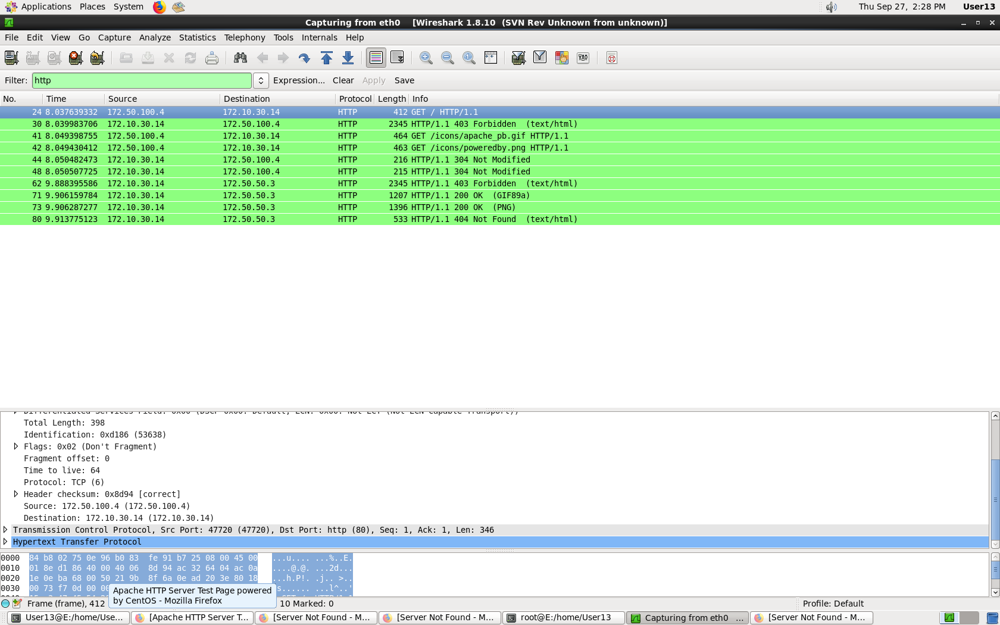 Applications Places System Thu Sep 27, 2:28 PM User13
Capturing from eth0 [Wireshark 1.8.10 (SVN Rev Unknown from unknown)]
File Edit View Go Capture Analyze Statistics Telephony Tools Internals Help
Filter: http Expression... Clear Apply Save
No. Time Source Destination Protocol Length Info
24 8.037639332 172.50.100.4 172.10.30.14 HTTP 412 GET / HTTP/1.1
30 8.039983706 172.10.30.14 172.50.100.4 HTTP 2345 HTTP/1.1 403 Forbidden (text/html)
41 8.049398755 172.50.100.4 172.10.30.14 HTTP 464 GET /icons/apache_pb.gif HTTP/1.1
42 8.049430412 172.50.100.4 172.10.30.14 HTTP 463 GET /icons/poweredby.png HTTP/1.1
44 8.050482473 172.10.30.14 172.50.100.4 HTTP 216 HTTP/1.1 304 Not Modified
48 8.050507725 172.10.30.14 172.50.100.4 HTTP 215 HTTP/1.1 304 Not Modified
62 9.888395586 172.10.30.14 172.50.50.3 HTTP 2345 HTTP/1.1 403 Forbidden (text/html)
71 9.906159784 172.10.30.14 172.50.50.3 HTTP 1207 HTTP/1.1 200 OK (GIF89a)
73 9.906287277 172.10.30.14 172.50.50.3 HTTP 1396 HTTP/1.1 200 OK (PNG)
80 9.913775123 172.10.30.14 172.50.50.3 HTTP 533 HTTP/1.1 404 Not Found (text/html)
Differentiated Services Field: 0x00 (DSCP 0x00: Default; ECN: 0x00: Not-ECT (Not ECN-Capable Transport))
Total Length: 398
Identification: 0xd186 (53638)
Flags: 0x02 (Don't Fragment)
Fragment offset: 0
Time to live: 64
Protocol: TCP (6)
Header checksum: 0x8d94 [correct]
Source: 172.50.100.4 (172.50.100.4)
Destination: 172.10.30.14 (172.10.30.14)
Transmission Control Protocol, Src Port: 47720 (47720), Dst Port: http (80), Seq: 1, Ack: 1, Len: 346
Hypertext Transfer Protocol
0000 84 b8 02 75 0e 96 b0 83 fe 91 b7 25 08 00 45 00 ...u.... ...%..E.
0010 01 8e d1 86 40 00 40 06 8d 94 ac 32 64 04 ac 0a ....@.@. ...2d...
0020 1e 0e ba 68 00 50 21 9b 8f 6a 0e ad 20 3e 80 18 ...h.P!. .j.. >..
0030 00 73 f7 0d 00 00 s...... ...l^..'
Apache HTTP Server Test Page powered
by CentOS - Mozilla Firefox
Frame (frame), 412 10 Marked: 0 Profile: Default
User13@E:/home/Use... [Apache HTTP Server T... [Server Not Found - M... [Server Not Found - M... root@E:/home/User13 Capturing from eth0 ... [Server Not Found - M...